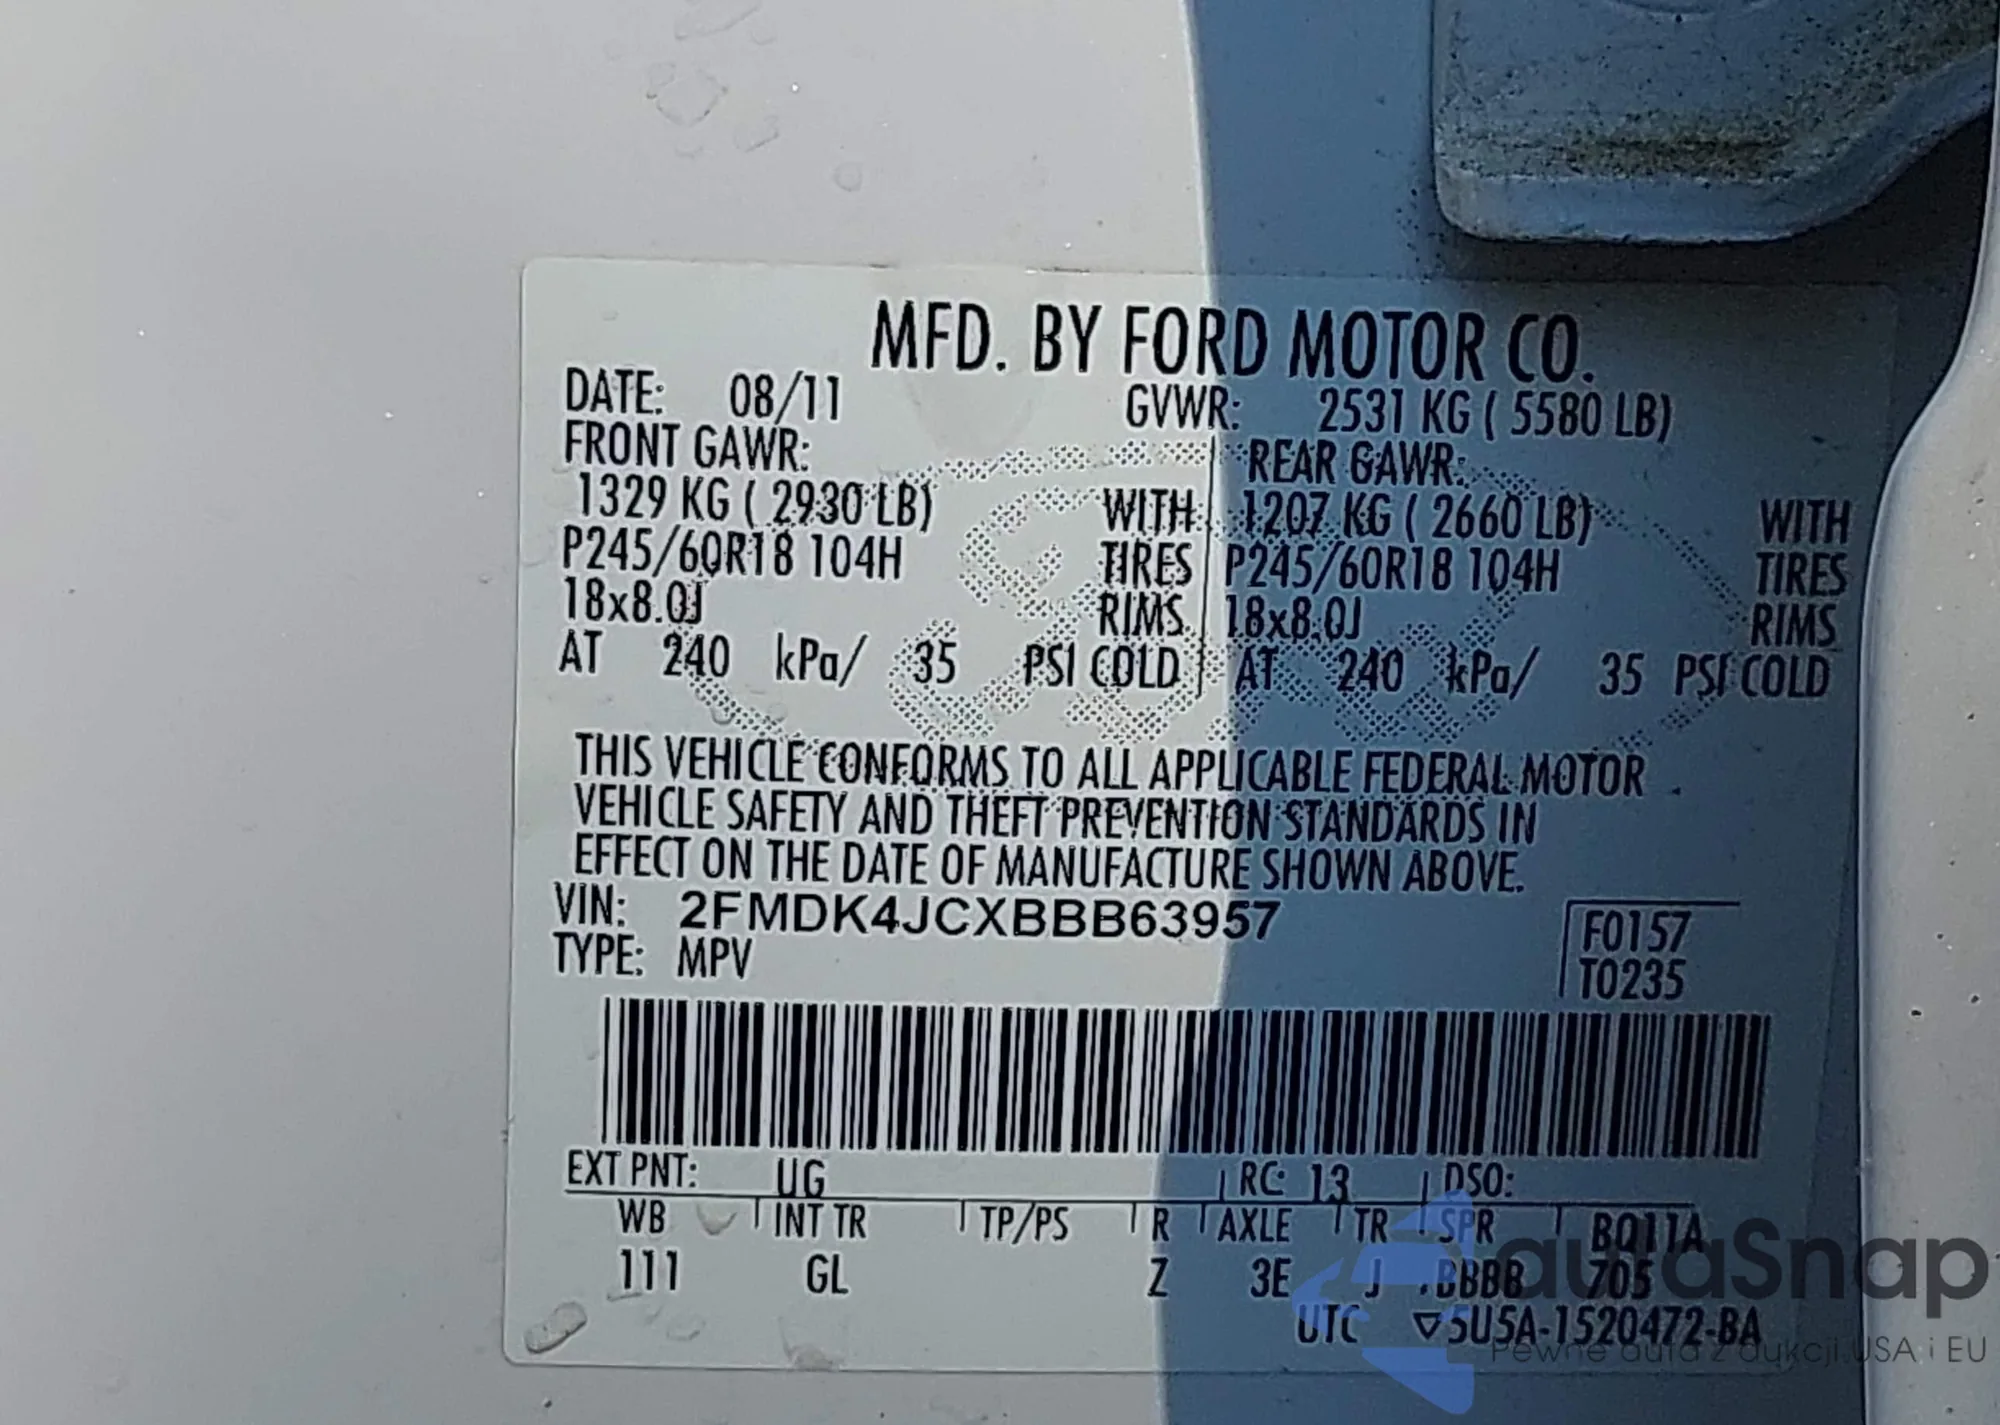 MFD. BY FORD MOTOR CO.
DATE: 08/11 GVWR: 2531 KG ( 5580 LB)
FRONT GAWR: REAR GAWR:
1329 KG ( 2930 LB) WITH 1207 KG ( 2660 LB) WITH
P245/60R18 104H TIRES P245/60R18 104H TIRES
18x8.0J RIMS 18x8.0J RIMS
AT 240 kPa/ 35 PSI COLD AT 240 kPa/ 35 PSI COLD
THIS VEHICLE CONFORMS TO ALL APPLICABLE FEDERAL MOTOR
VEHICLE SAFETY AND THEFT PREVENTION STANDARDS IN
EFFECT ON THE DATE OF MANUFACTURE SHOWN ABOVE.
VIN: 2FMDK4JCXBBB63957 F0157
TYPE: MPV T0235
EXT PNT: UG RC: 13 DSO:
WB INT TR TP/PS R AXLE TR SPR BQ11A
111 GL Z 3E J .BBBB 705
UTC ▽5U5A-1520472-BA
autaSnap
Pewne auta z aukcji USA i EU